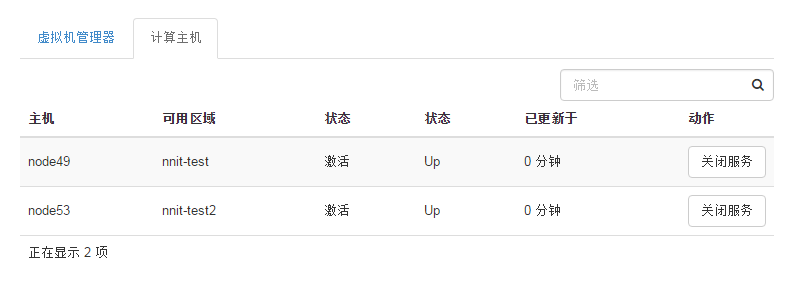 虚拟机管理器 计算主机
筛选
主机 可用区域 状态 状态 已更新于 动作
node49 nnit-test 激活 Up 0 分钟 关闭服务
node53 nnit-test2 激活 Up 0 分钟 关闭服务
正在显示 2 项